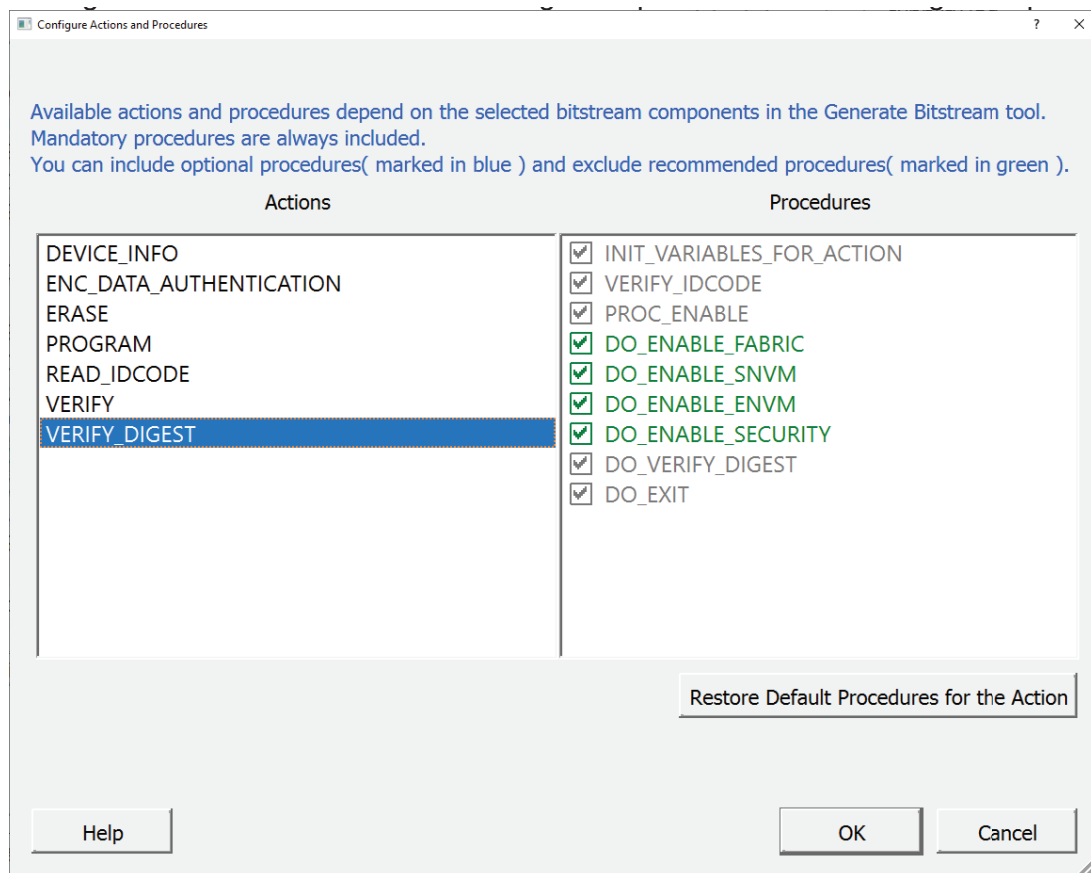 Configure Actions and Procedures
Available actions and procedures depend on the selected bitstream components in the Generate Bitstream tool.
Mandatory procedures are always included.
You can include optional procedures( marked in blue ) and exclude recommended procedures( marked in green ).
Actions
Procedures
DEVICE_INFO
ENC_DATA_AUTHENTICATION
ERASE
PROGRAM
READ_IDCODE
VERIFY
VERIFY_DIGEST
INIT_VARIABLES_FOR_ACTION
VERIFY_IDCODE
PROC_ENABLE
DO_ENABLE_FABRIC
DO_ENABLE_SNVM
DO_ENABLE_ENVM
DO_ENABLE_SECURITY
DO_VERIFY_DIGEST
DO_EXIT
Restore Default Procedures for the Action
Help
OK
Cancel